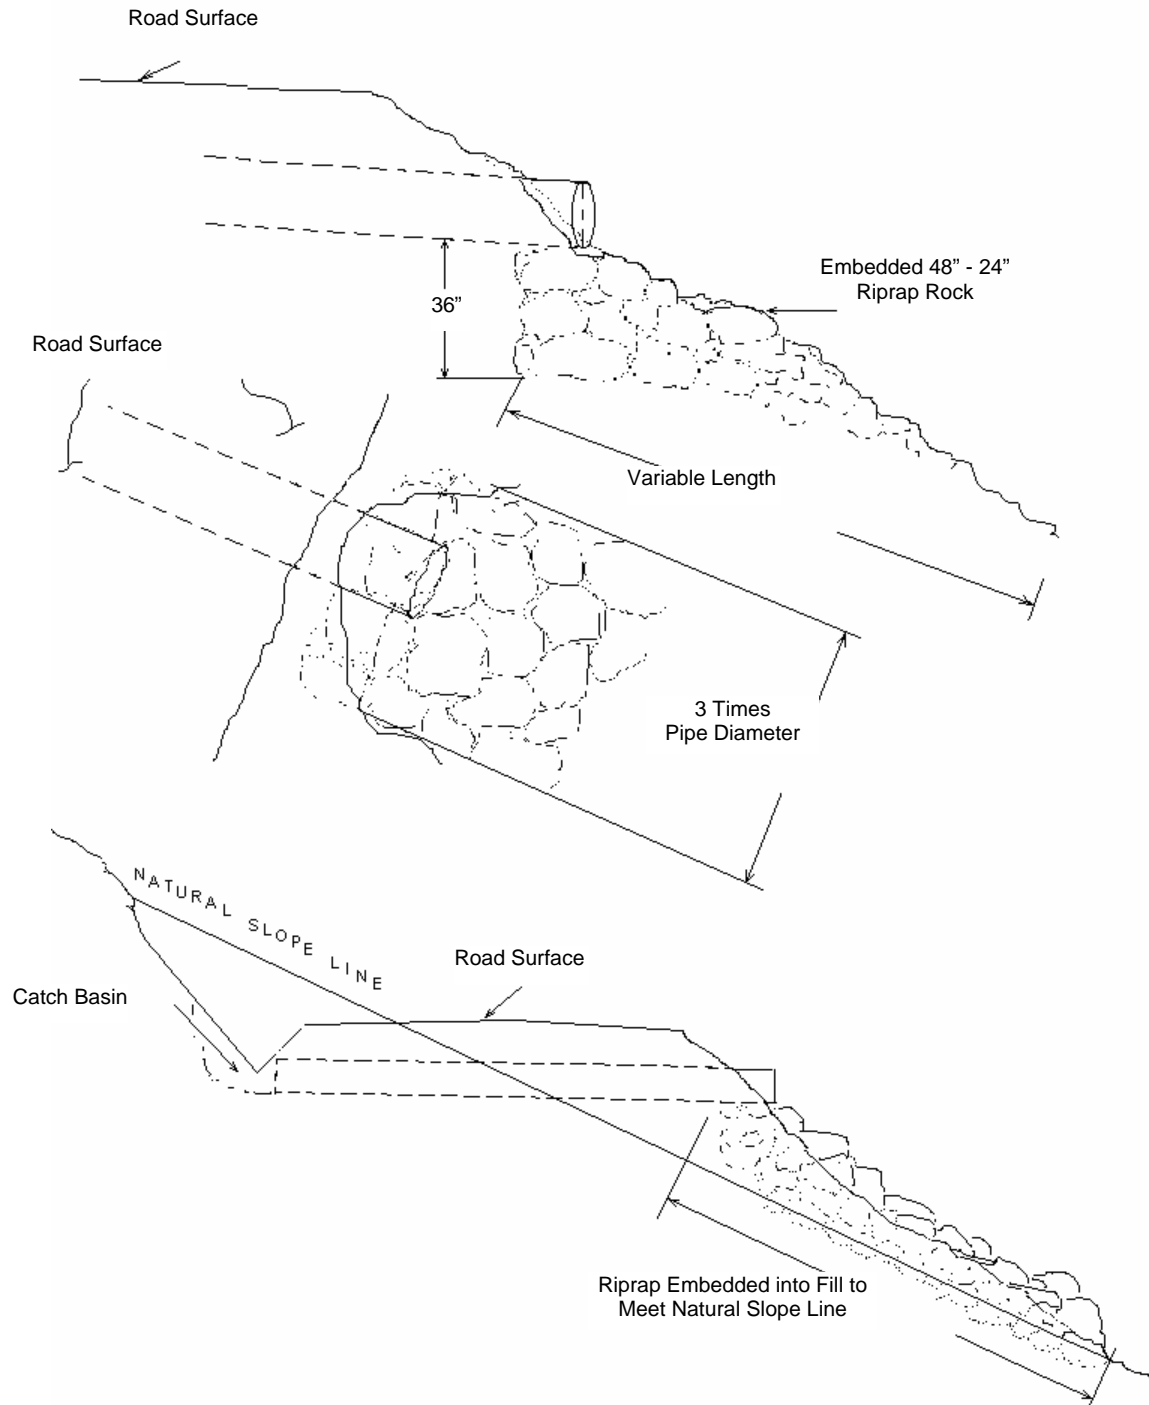 Road Surface
Embedded 48” - 24”
Riprap Rock
36”
Road Surface
Variable Length
3 Times
Pipe Diameter
NATURAL SLOPE LINE
Road Surface
Catch Basin
Riprap Embedded into Fill to
Meet Natural Slope Line